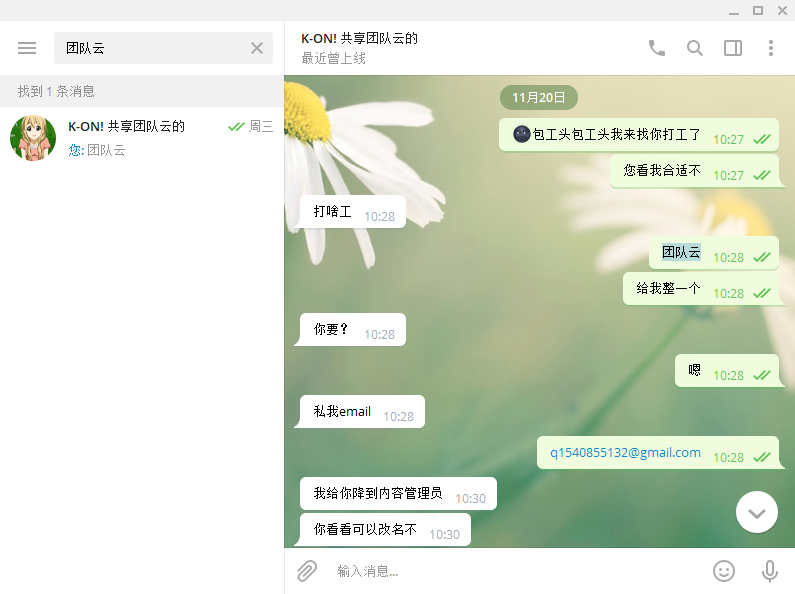 团队云
找到 1 条消息
K-ON! 共享团队云的
周三
您: 团队云
K-ON! 共享团队云的
最近曾上线
11月20日
🌚包工头包工头我来找你打工了 10:27
您看我合适不 10:27
打啥工 10:28
团队云 10:28
给我整一个 10:28
你要？ 10:28
嗯 10:28
私我email 10:28
q1540855132@gmail.com 10:28
我给你降到内容管理员 10:30
你看看可以改名不 10:30
输入消息...